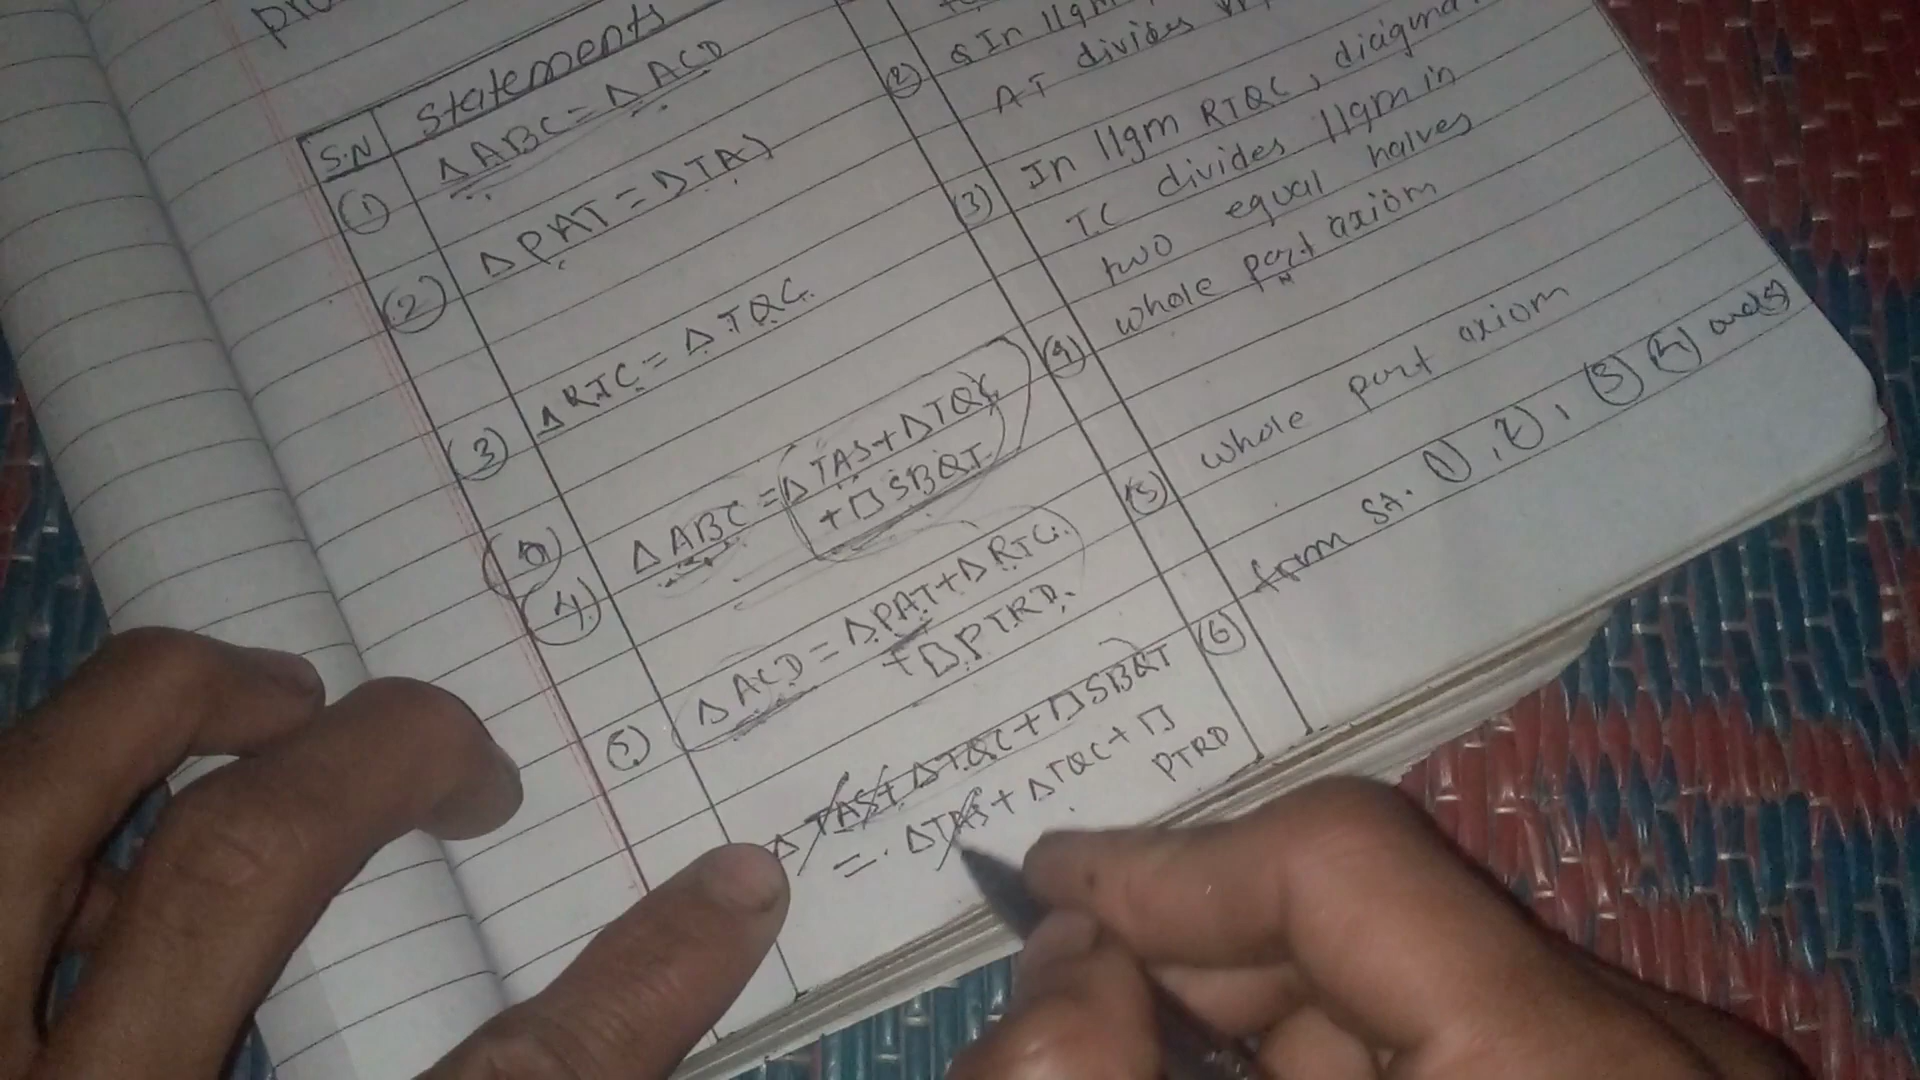 S.N Statements
① ΔABC = ΔACD
② ΔPAT = ΔTAS
ΔRTC = ΔTQC.
③
④ ΔABC = ΔTAS + ΔTQC
+ □SBQT
ΔACD = ΔPAT + ΔRTC.
+ □PTRD.
⑤
ΔTAS + ΔTQC + □SBQT
= ΔTAS + ΔTQC + □
PTRD
In llgm
② AT divides
In llgm RTQC, diagina
③ TC divides llgm in
two equal halves
whole part axiom
④
whole part axiom
⑤
from SA. ①, ②, ③ ④ and ⑤
⑥